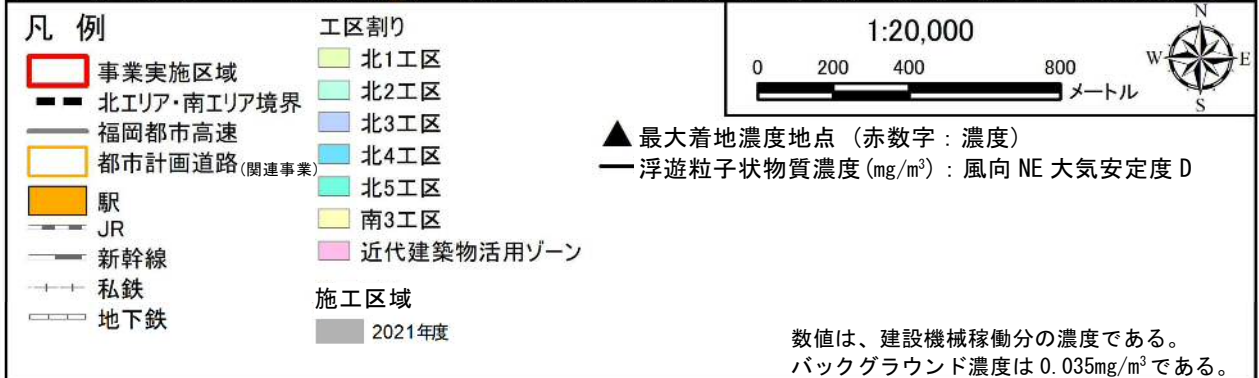 凡 例
事業実施区域
北エリア・南エリア境界
福岡都市高速
都市計画道路(関連事業)
駅
JR
新幹線
私鉄
地下鉄
工区割り
北1工区
北2工区
北3工区
北4工区
北5工区
南3工区
近代建築物活用ゾーン
施工区域
2021年度
1:20,000
0 200 400 800
メートル
N
W E
S
▲ 最大着地濃度地点 (赤数字:濃度)
━ 浮遊粒子状物質濃度(mg/m³):風向 NE 大気安定度 D
数値は、建設機械稼働分の濃度である。
バックグラウンド濃度は 0.035mg/m³である。